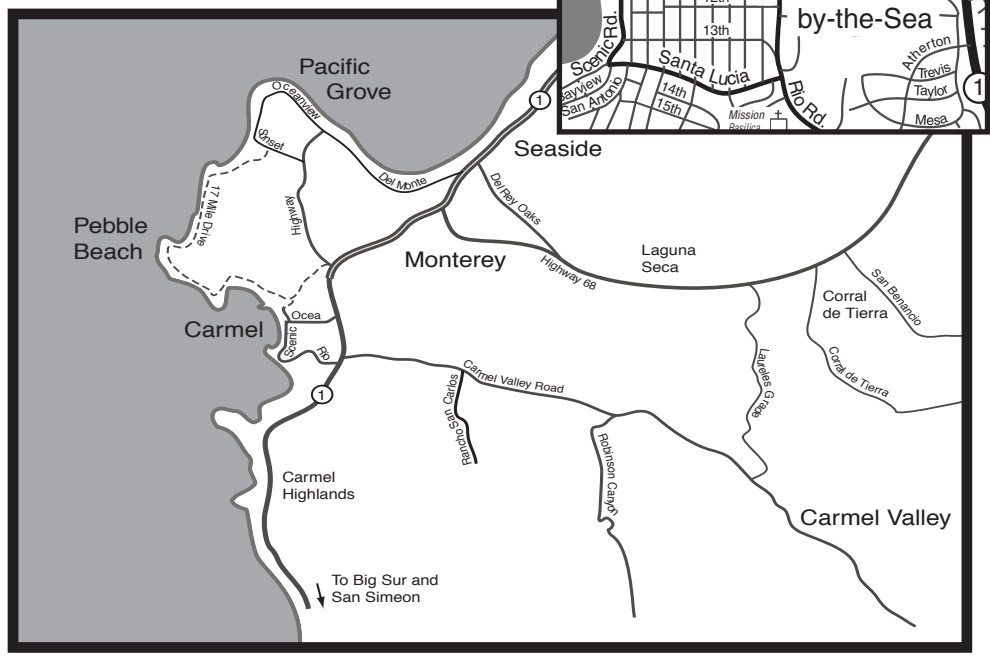 12th
by-the-Sea
13th
Scenic Rd.
Atherton
Santa Lucia
Trevis
Bayview
14th
Taylor
1
San Antonio
15th
Rio Rd.
Mission
Basilica
Mesa
Pacific
Grove
Oceanview
1
Seaside
Sunset
Del Monte
Del Rey Oaks
17 Mile Drive
Highway
Pebble
Beach
Monterey
Laguna
Seca
Highway 68
San Benancio
Corral
de Tierra
Carmel
Ocea
Scenic
Rio
Laureles Grade
Corral de Tierra
Carmel Valley Road
Rancho San Carlos
1
Robinson Canyon
Carmel
Highlands
Carmel Valley
To Big Sur and
San Simeon